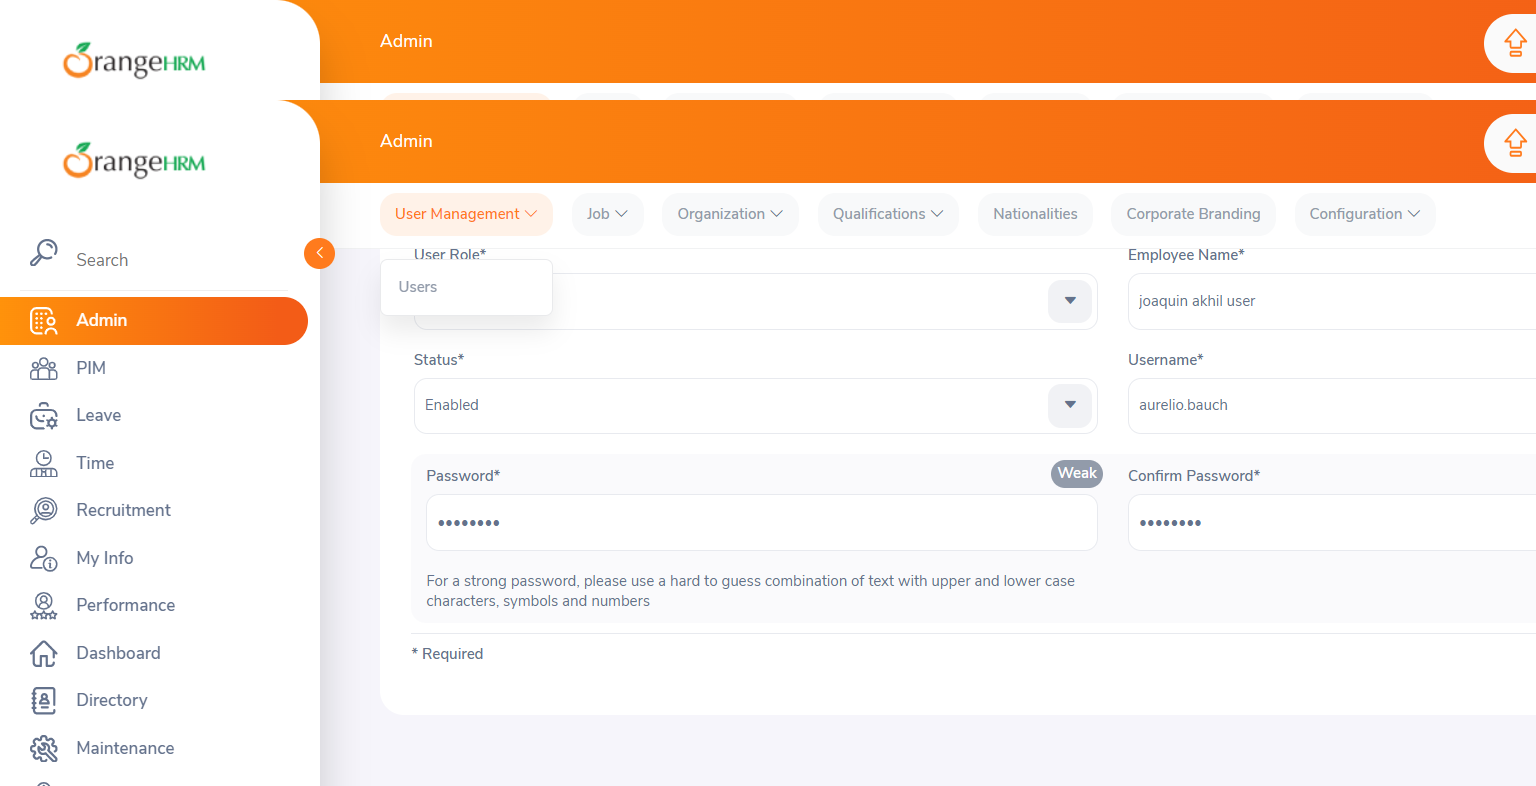 OrangeHRM
Admin
OrangeHRM
Admin
User Management
Job
Organization
Qualifications
Nationalities
Corporate Branding
Configuration
Search
Users
Admin
PIM
Leave
Time
Recruitment
My Info
Performance
Dashboard
Directory
Maintenance
User Role*
Employee Name*
joaquin akhil user
Status*
Username*
Enabled
aurelio.bauch
Password*
Weak
Confirm Password*
••••••••
••••••••
For a strong password, please use a hard to guess combination of text with upper and lower case
characters, symbols and numbers
* Required